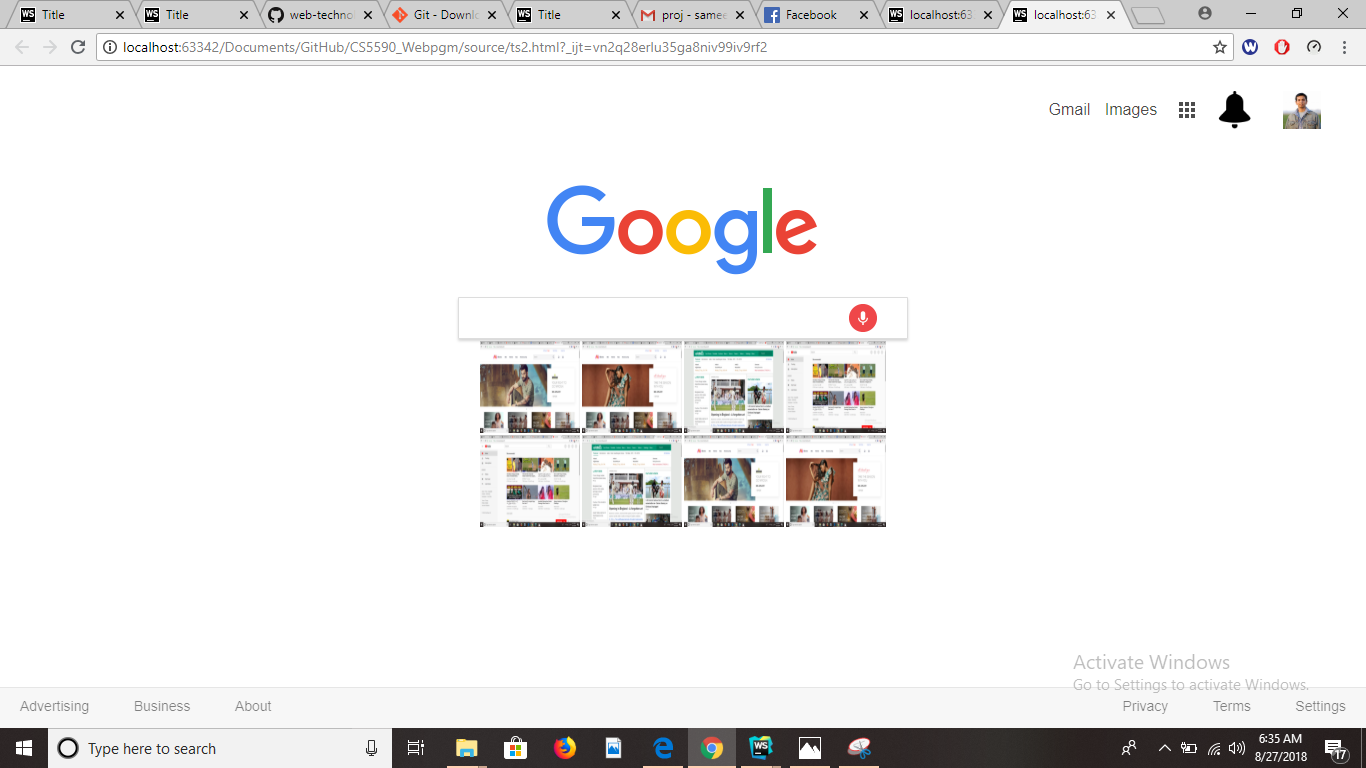 Title
Title
web-techno
Git - Downlo
Title
proj - samee
Facebook
localhost:63
localhost:63
localhost:63342/Documents/GitHub/CS5590_Webpgm/source/ts2.html?_ijt=vn2q28erlu35ga8niv99iv9rf2
Gmail Images
Google
Activate Windows
Go to Settings to activate Windows.
Advertising Business About Privacy Terms Settings
Type here to search
6:35 AM
8/27/2018
17